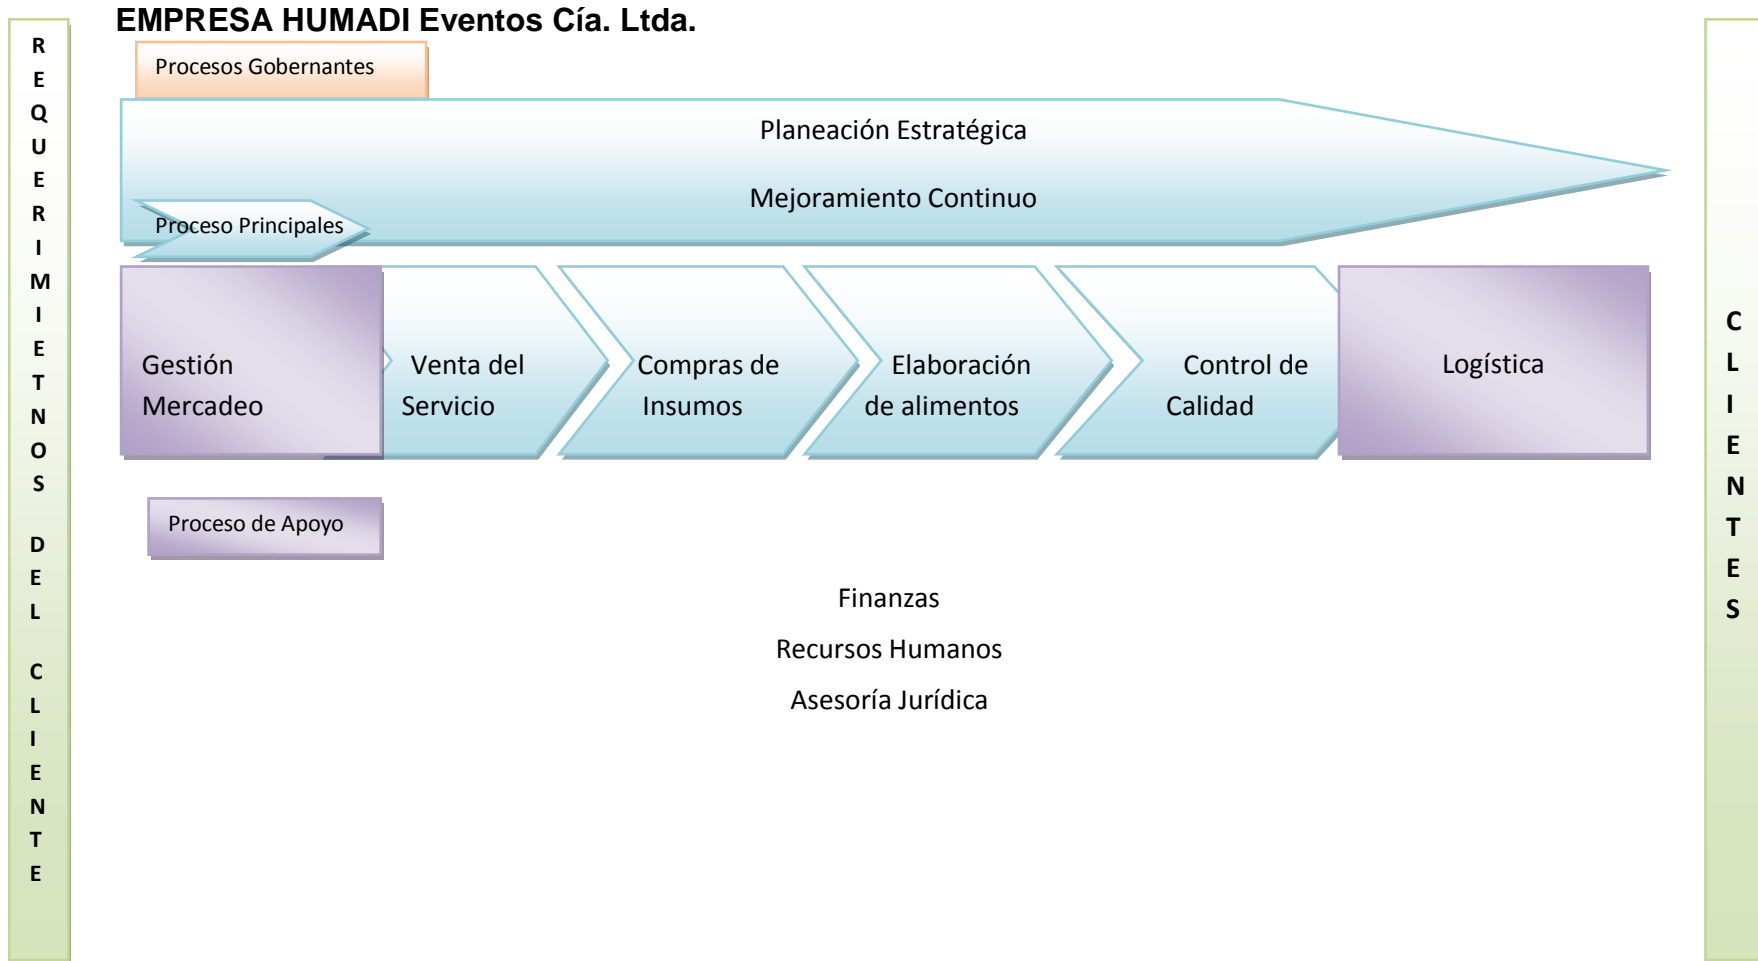 EMPRESA HUMADI Eventos Cía. Ltda.
REQUERIMIETNOS DEL CLIENTE
Procesos Gobernantes
Planeación Estratégica
Mejoramiento Continuo
Proceso Principales
Gestión
Mercadeo
Venta del
Servicio
Compras de
Insumos
Elaboración
de alimentos
Control de
Calidad
Logística
Proceso de Apoyo
Finanzas
Recursos Humanos
Asesoría Jurídica
CLIENTES